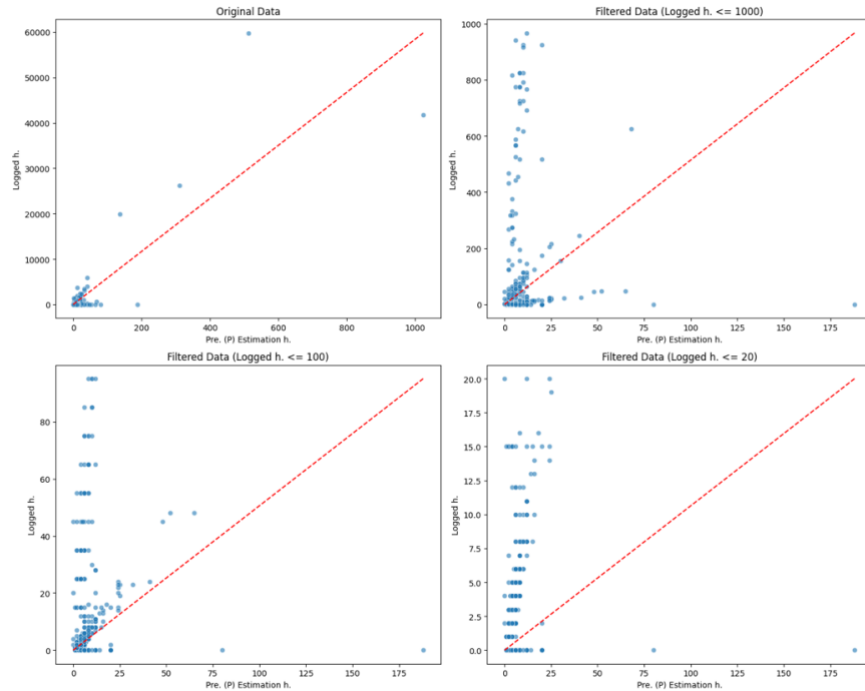 Original Data
60000
50000
40000
30000
20000
10000
0
Logged h.
0 200 400 600 800 1000
Pre. (P) Estimation h.
Filtered Data (Logged h. <= 1000)
1000
800
600
400
200
0
Logged h.
0 25 50 75 100 125 150 175
Pre. (P) Estimation h.
Filtered Data (Logged h. <= 100)
80
60
40
20
0
Logged h.
0 25 50 75 100 125 150 175
Pre. (P) Estimation h.
Filtered Data (Logged h. <= 20)
20.0
17.5
15.0
12.5
10.0
7.5
5.0
2.5
0.0
Logged h.
0 25 50 75 100 125 150 175
Pre. (P) Estimation h.